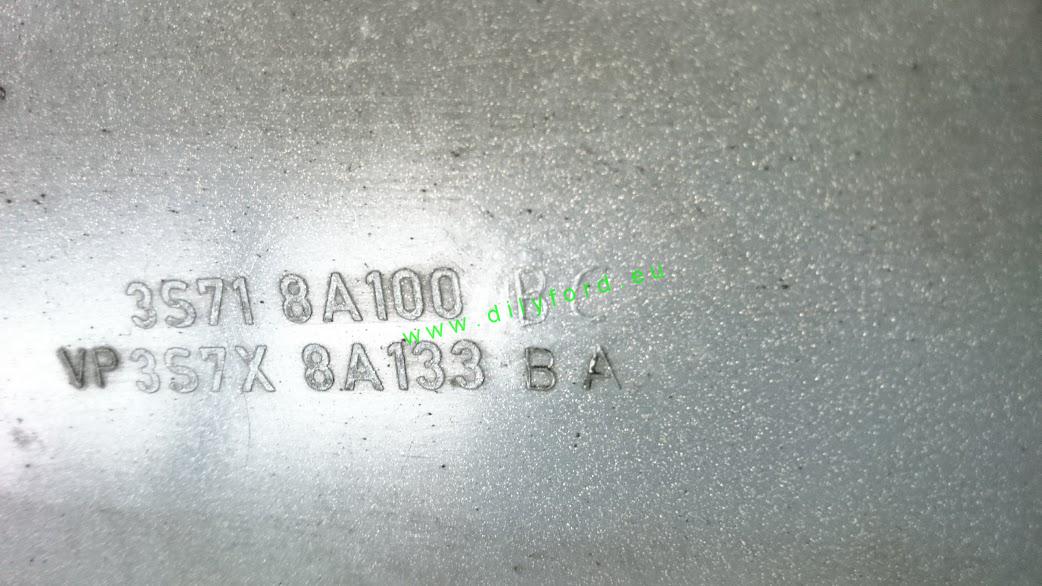 3S71 8A100 BC
www.dilyford.eu
VP3S7X 8A133 BA